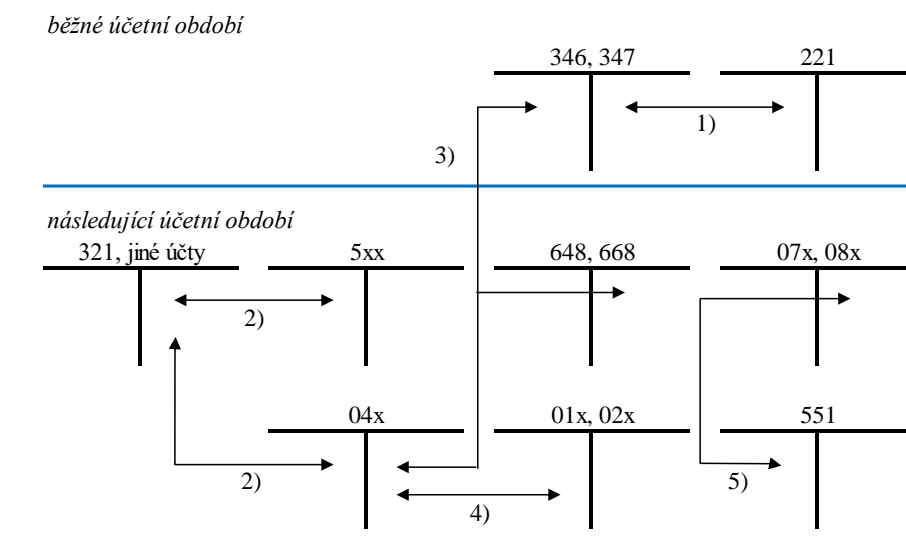 běžné účetní období
346, 347 221
1)
3)
následující účetní období
321, jiné účty 5xx 648, 668 07x, 08x
2)
04x 01x, 02x 551
2) 4) 5)